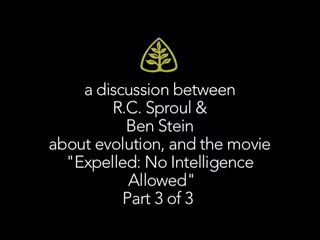 a discussion between
R.C. Sproul &
Ben Stein
about evolution, and the movie
"Expelled: No Intelligence
Allowed"
Part 3 of 3